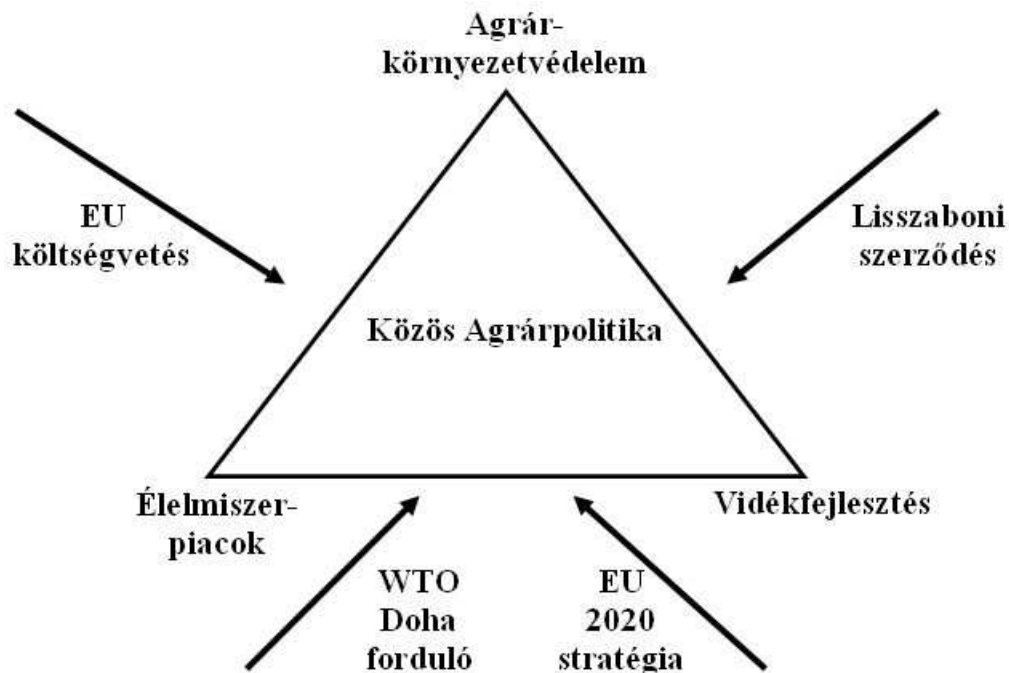 Agrár-
környezetvédelem
EU
költségvetés
Lisszaboni
szerződés
Közös Agrárpolitika
Élelmiszer-
piacok
Vidékfejlesztés
WTO
Doha
forduló
EU
2020
stratégia